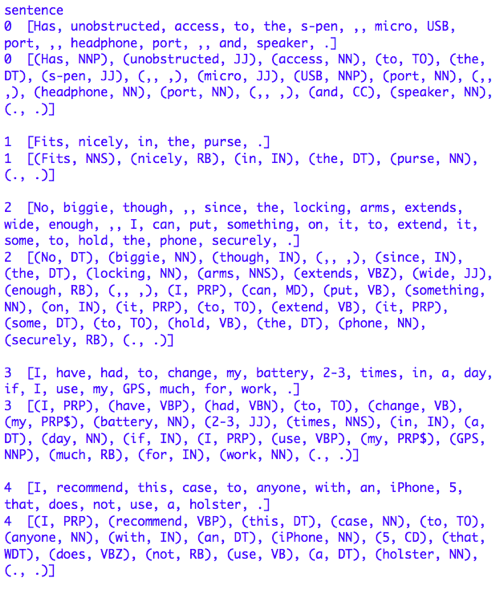 sentence
0  [Has, unobstructed, access, to, the, s-pen, ,, micro, USB,
port, ,, headphone, port, ,, and, speaker, .]
0  [(Has, NNP), (unobstructed, JJ), (access, NN), (to, TO), (the,
DT), (s-pen, JJ), (,, ,), (micro, JJ), (USB, NNP), (port, NN), (,,
,), (headphone, NN), (port, NN), (,, ,), (and, CC), (speaker, NN),
(., .)]

1  [Fits, nicely, in, the, purse, .]
1  [(Fits, NNS), (nicely, RB), (in, IN), (the, DT), (purse, NN),
(., .)]

2  [No, biggie, though, ,, since, the, locking, arms, extends,
wide, enough, ,, I, can, put, something, on, it, to, extend, it,
some, to, hold, the, phone, securely, .]
2  [(No, DT), (biggie, NN), (though, IN), (,, ,), (since, IN),
(the, DT), (locking, NN), (arms, NNS), (extends, VBZ), (wide, JJ),
(enough, RB), (,, ,), (I, PRP), (can, MD), (put, VB), (something,
NN), (on, IN), (it, PRP), (to, TO), (extend, VB), (it, PRP),
(some, DT), (to, TO), (hold, VB), (the, DT), (phone, NN),
(securely, RB), (., .)]

3  [I, have, had, to, change, my, battery, 2-3, times, in, a, day,
if, I, use, my, GPS, much, for, work, .]
3  [(I, PRP), (have, VBP), (had, VBN), (to, TO), (change, VB),
(my, PRP$), (battery, NN), (2-3, JJ), (times, NNS), (in, IN), (a,
DT), (day, NN), (if, IN), (I, PRP), (use, VBP), (my, PRP$), (GPS,
NNP), (much, RB), (for, IN), (work, NN), (., .)]

4  [I, recommend, this, case, to, anyone, with, an, iPhone, 5,
that, does, not, use, a, holster, .]
4  [(I, PRP), (recommend, VBP), (this, DT), (case, NN), (to, TO),
(anyone, NN), (with, IN), (an, DT), (iPhone, NN), (5, CD), (that,
WDT), (does, VBZ), (not, RB), (use, VB), (a, DT), (holster, NN),
(., .)]